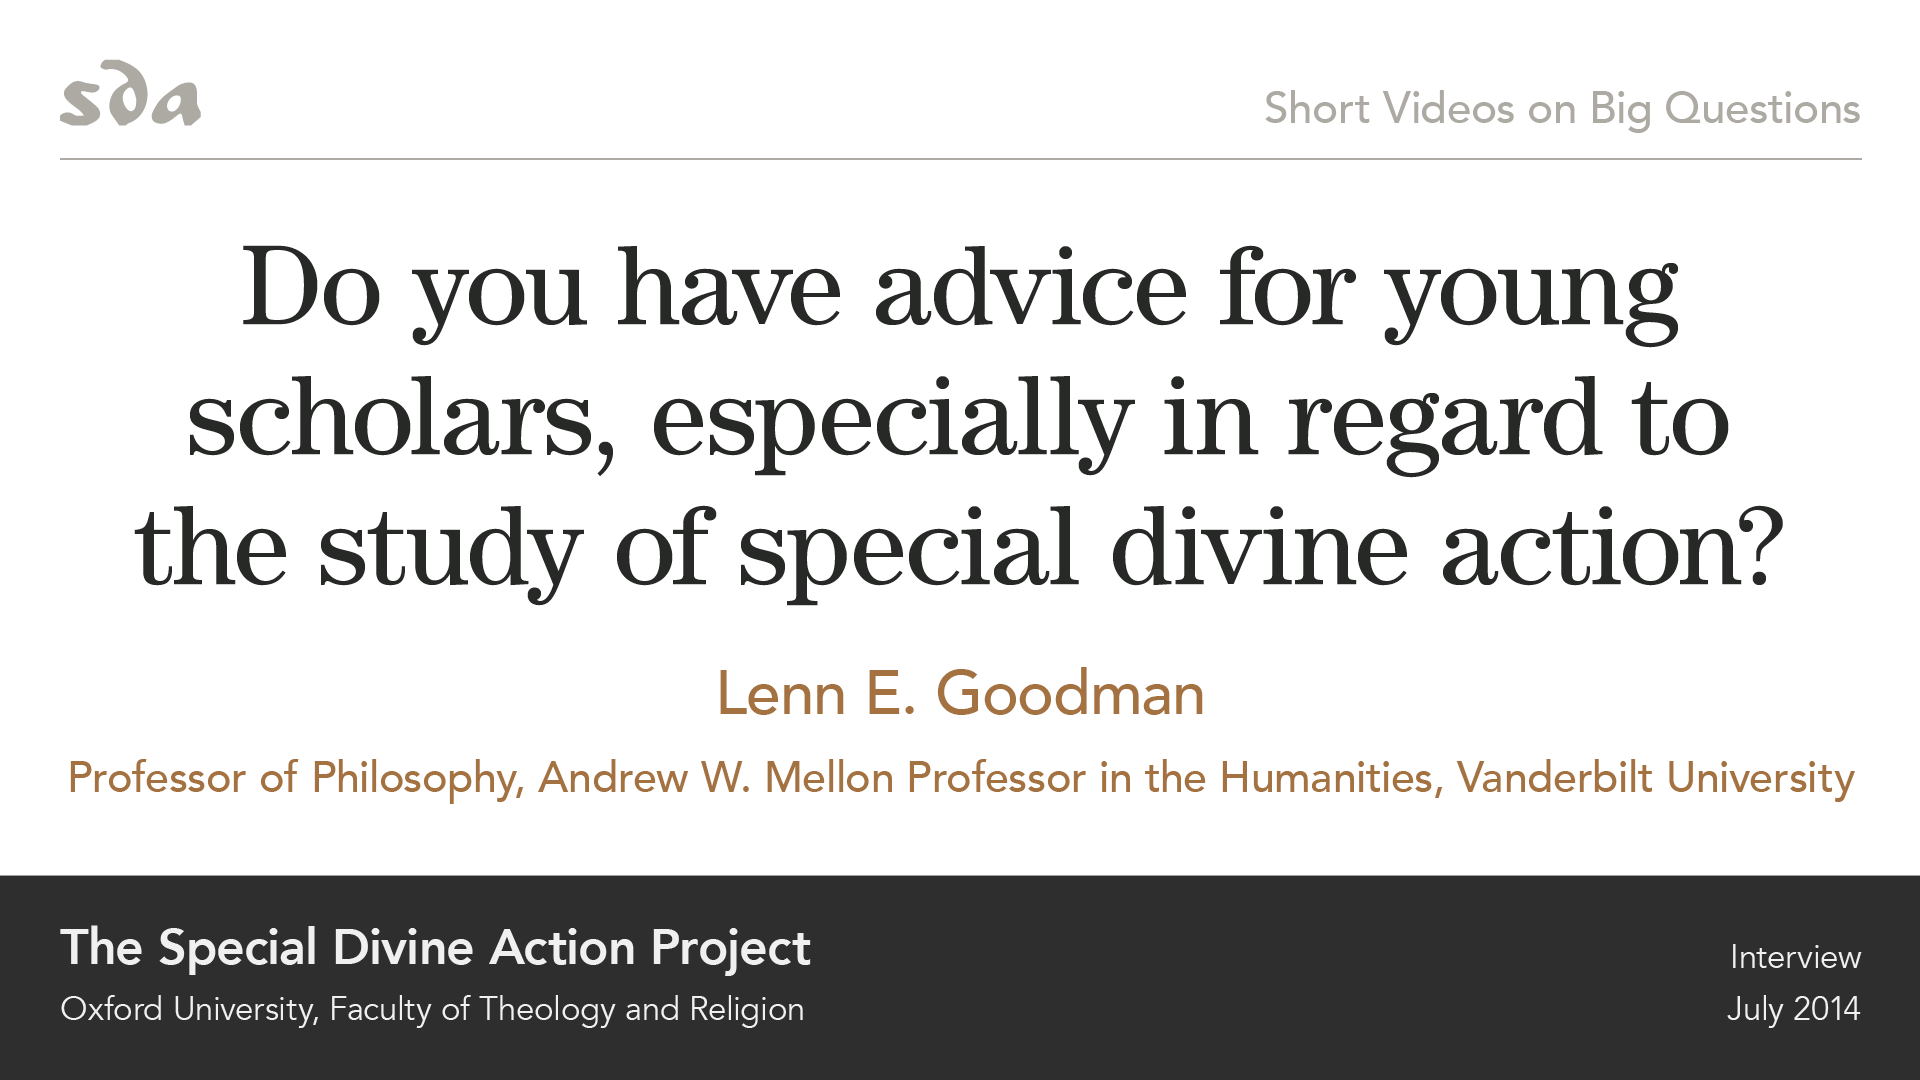 sda
Short Videos on Big Questions
Do you have advice for young
scholars, especially in regard to
the study of special divine action?
Lenn E. Goodman
Professor of Philosophy, Andrew W. Mellon Professor in the Humanities, Vanderbilt University
The Special Divine Action Project
Oxford University, Faculty of Theology and Religion
Interview
July 2014